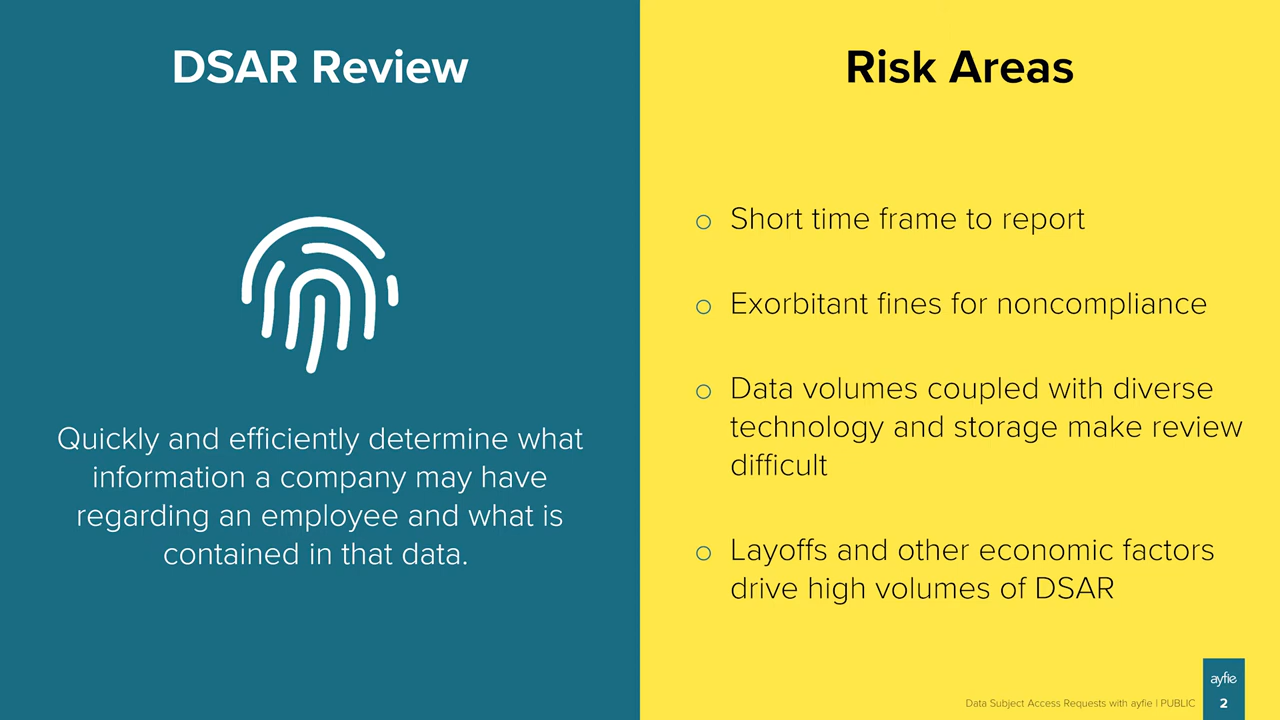 DSAR Review
Quickly and efficiently determine what
information a company may have
regarding an employee and what is
contained in that data.
Risk Areas
Short time frame to report
Exorbitant fines for noncompliance
Data volumes coupled with diverse
technology and storage make review
difficult
Layoffs and other economic factors
drive high volumes of DSAR
ayfie
Data Subject Access Requests with ayfie | PUBLIC
2